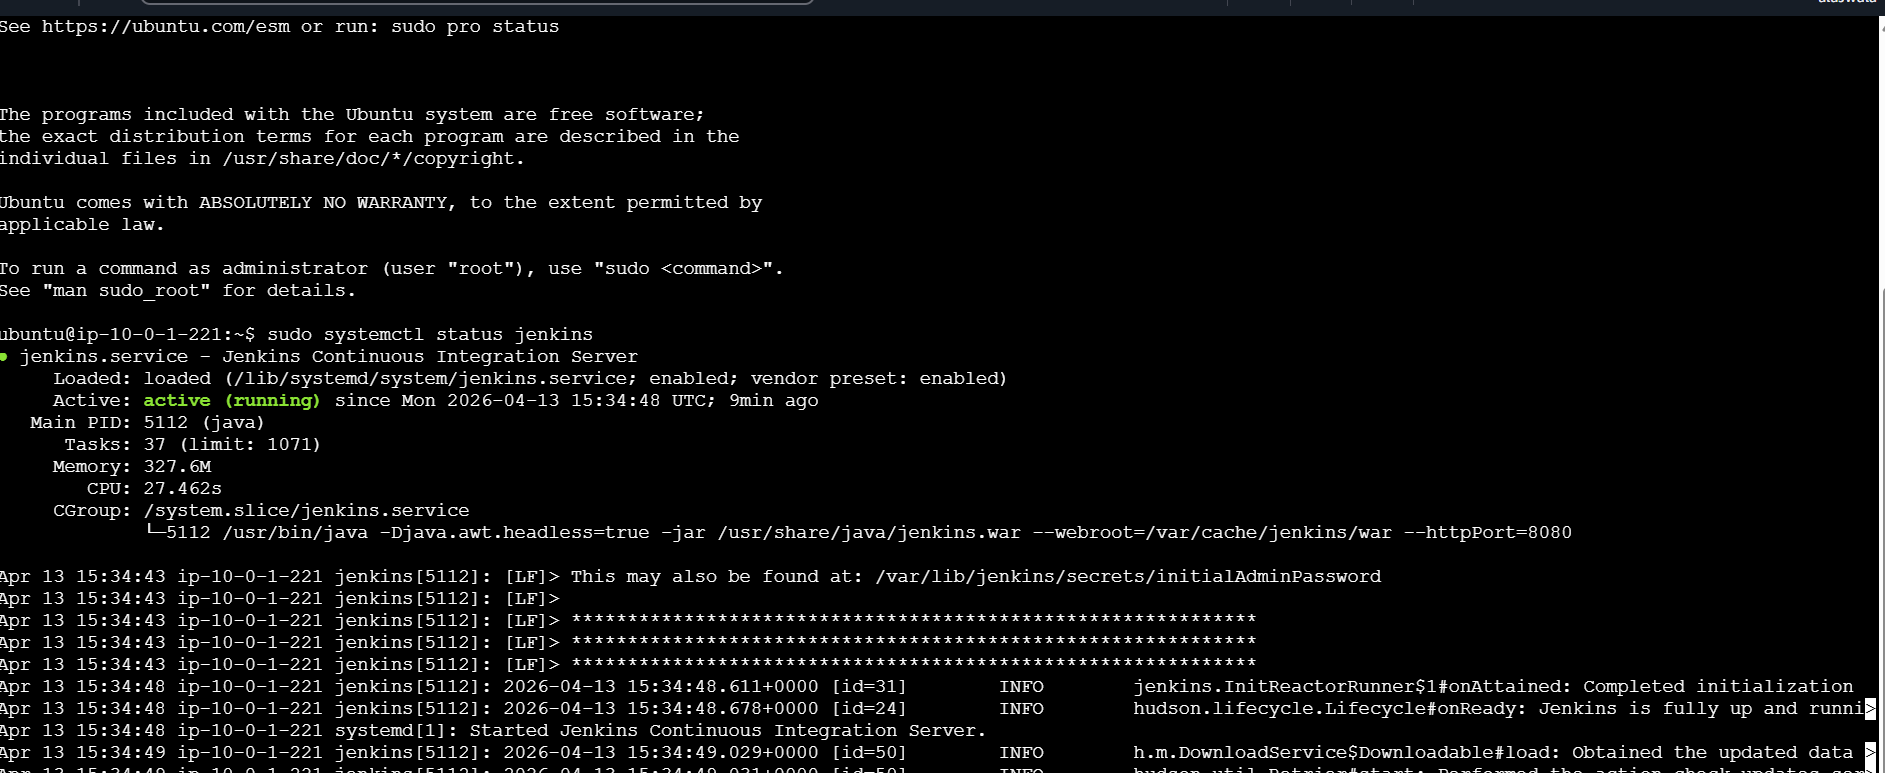 See https://ubuntu.com/esm or run: sudo pro status
The programs included with the Ubuntu system are free software;
the exact distribution terms for each program are described in the
individual files in /usr/share/doc/*/copyright.
Ubuntu comes with ABSOLUTELY NO WARRANTY, to the extent permitted by
applicable law.
To run a command as administrator (user "root"), use "sudo <command>".
See "man sudo_root" for details.
ubuntu@ip-10-0-1-221:~$ sudo systemctl status jenkins
● jenkins.service - Jenkins Continuous Integration Server
Loaded: loaded (/lib/systemd/system/jenkins.service; enabled; vendor preset: enabled)
Active: active (running) since Mon 2026-04-13 15:34:48 UTC; 9min ago
Main PID: 5112 (java)
Tasks: 37 (limit: 1071)
Memory: 327.6M
CPU: 27.462s
CGroup: /system.slice/jenkins.service
└─5112 /usr/bin/java -Djava.awt.headless=true -jar /usr/share/java/jenkins.war --webroot=/var/cache/jenkins/war --httpPort=8080
Apr 13 15:34:43 ip-10-0-1-221 jenkins[5112]: [LF]> This may also be found at: /var/lib/jenkins/secrets/initialAdminPassword
Apr 13 15:34:43 ip-10-0-1-221 jenkins[5112]: [LF]>
Apr 13 15:34:43 ip-10-0-1-221 jenkins[5112]: [LF]> *************************************************************
Apr 13 15:34:43 ip-10-0-1-221 jenkins[5112]: [LF]> *************************************************************
Apr 13 15:34:43 ip-10-0-1-221 jenkins[5112]: [LF]> *************************************************************
Apr 13 15:34:48 ip-10-0-1-221 jenkins[5112]: 2026-04-13 15:34:48.611+0000 [id=31] INFO jenkins.InitReactorRunner$1#onAttained: Completed initialization
Apr 13 15:34:48 ip-10-0-1-221 jenkins[5112]: 2026-04-13 15:34:48.678+0000 [id=24] INFO hudson.lifecycle.Lifecycle#onReady: Jenkins is fully up and runni>
Apr 13 15:34:48 ip-10-0-1-221 systemd[1]: Started Jenkins Continuous Integration Server.
Apr 13 15:34:49 ip-10-0-1-221 jenkins[5112]: 2026-04-13 15:34:49.029+0000 [id=50] INFO h.m.DownloadService$Downloadable#load: Obtained the updated data >